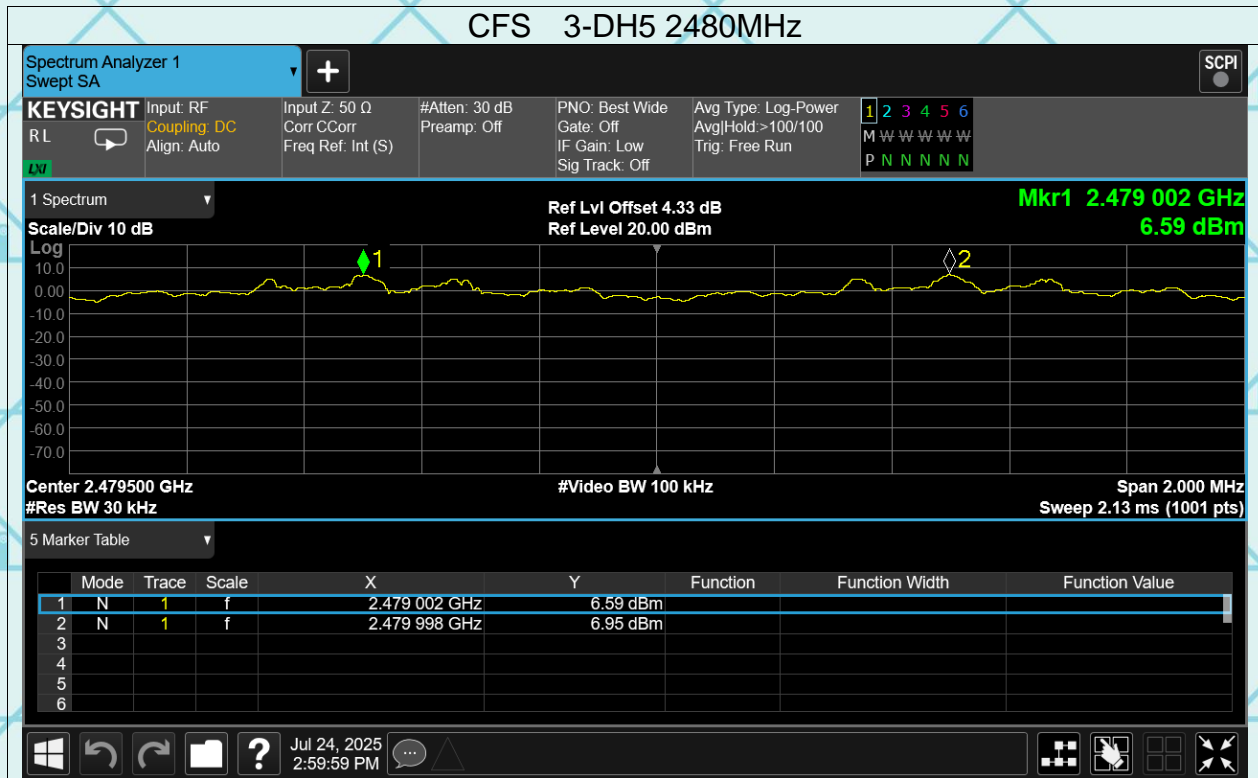 CFS 3-DH5 2480MHz
Spectrum Analyzer 1
Swept SA
SCPI
KEYSIGHT
RL
LXI
Input: RF
Coupling: DC
Align: Auto
Input Z: 50 Ω
Corr CCorr
Freq Ref: Int (S)
#Atten: 30 dB
Preamp: Off
PNO: Best Wide
Gate: Off
IF Gain: Low
Sig Track: Off
Avg Type: Log-Power
Avg|Hold:>100/100
Trig: Free Run
1 2 3 4 5 6
M W W W W W
P N N N N N
1 Spectrum
Scale/Div 10 dB
Ref Lvl Offset 4.33 dB
Ref Level 20.00 dBm
Mkr1 2.479 002 GHz
6.59 dBm
Log
10.0
0.00
-10.0
-20.0
-30.0
-40.0
-50.0
-60.0
-70.0
1
2
Center 2.479500 GHz
#Video BW 100 kHz
Span 2.000 MHz
#Res BW 30 kHz
Sweep 2.13 ms (1001 pts)
5 Marker Table
Mode Trace Scale X Y Function Function Width Function Value
1 N 1 f 2.479 002 GHz 6.59 dBm
2 N 1 f 2.479 998 GHz 6.95 dBm
3
4
5
6
?
Jul 24, 2025
2:59:59 PM